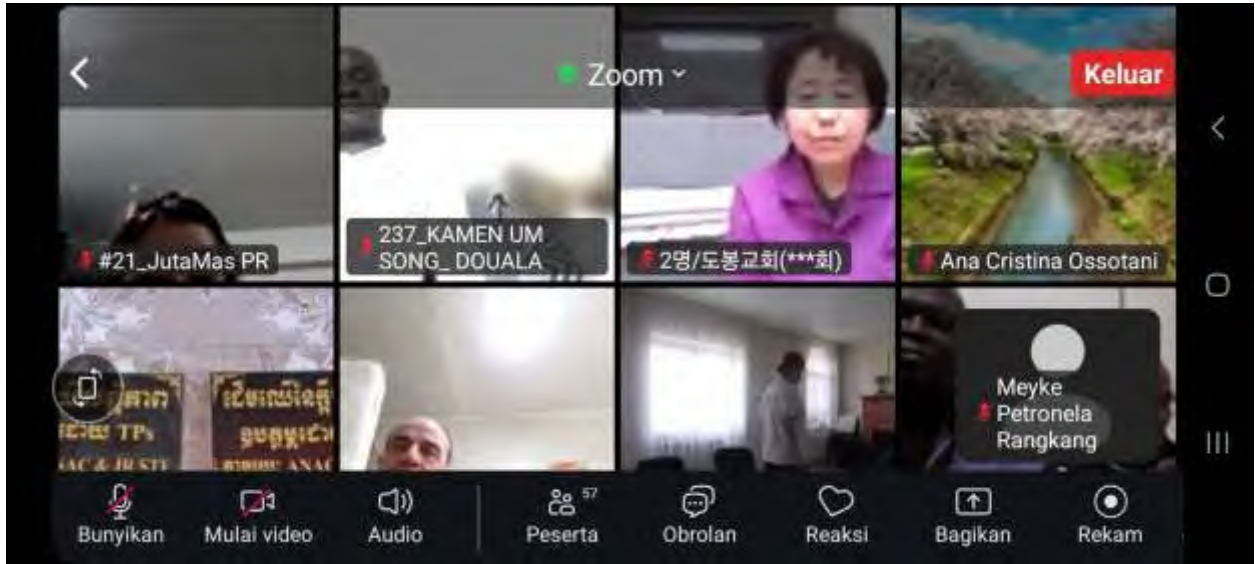 Zoom
Keluar
#21_JutaMas PR
237_KAMEN UM
SONG_ DOUALA
2명/도봉교회(***회)
Ana Cristina Ossotani
TPs
Meyke
Petronela
Rangkang
57
Bunyikan
Mulai video
Audio
Peserta
Obrolan
Reaksi
Bagikan
Rekam